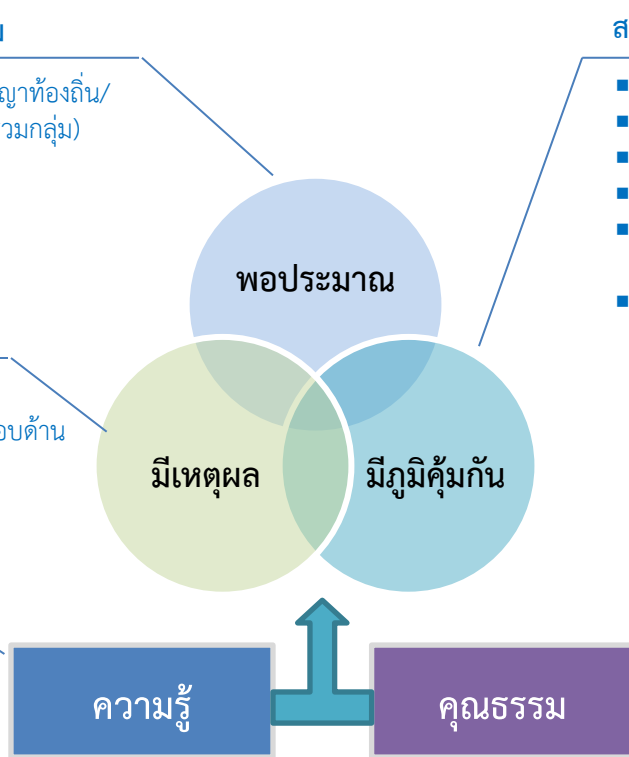 ส
ญาท้องถิ่น/
วมกลุ่ม)
พอประมาณ
อบด้าน
มีเหตุผล
มีภูมิคุ้มกัน
ความรู้
คุณธรรม